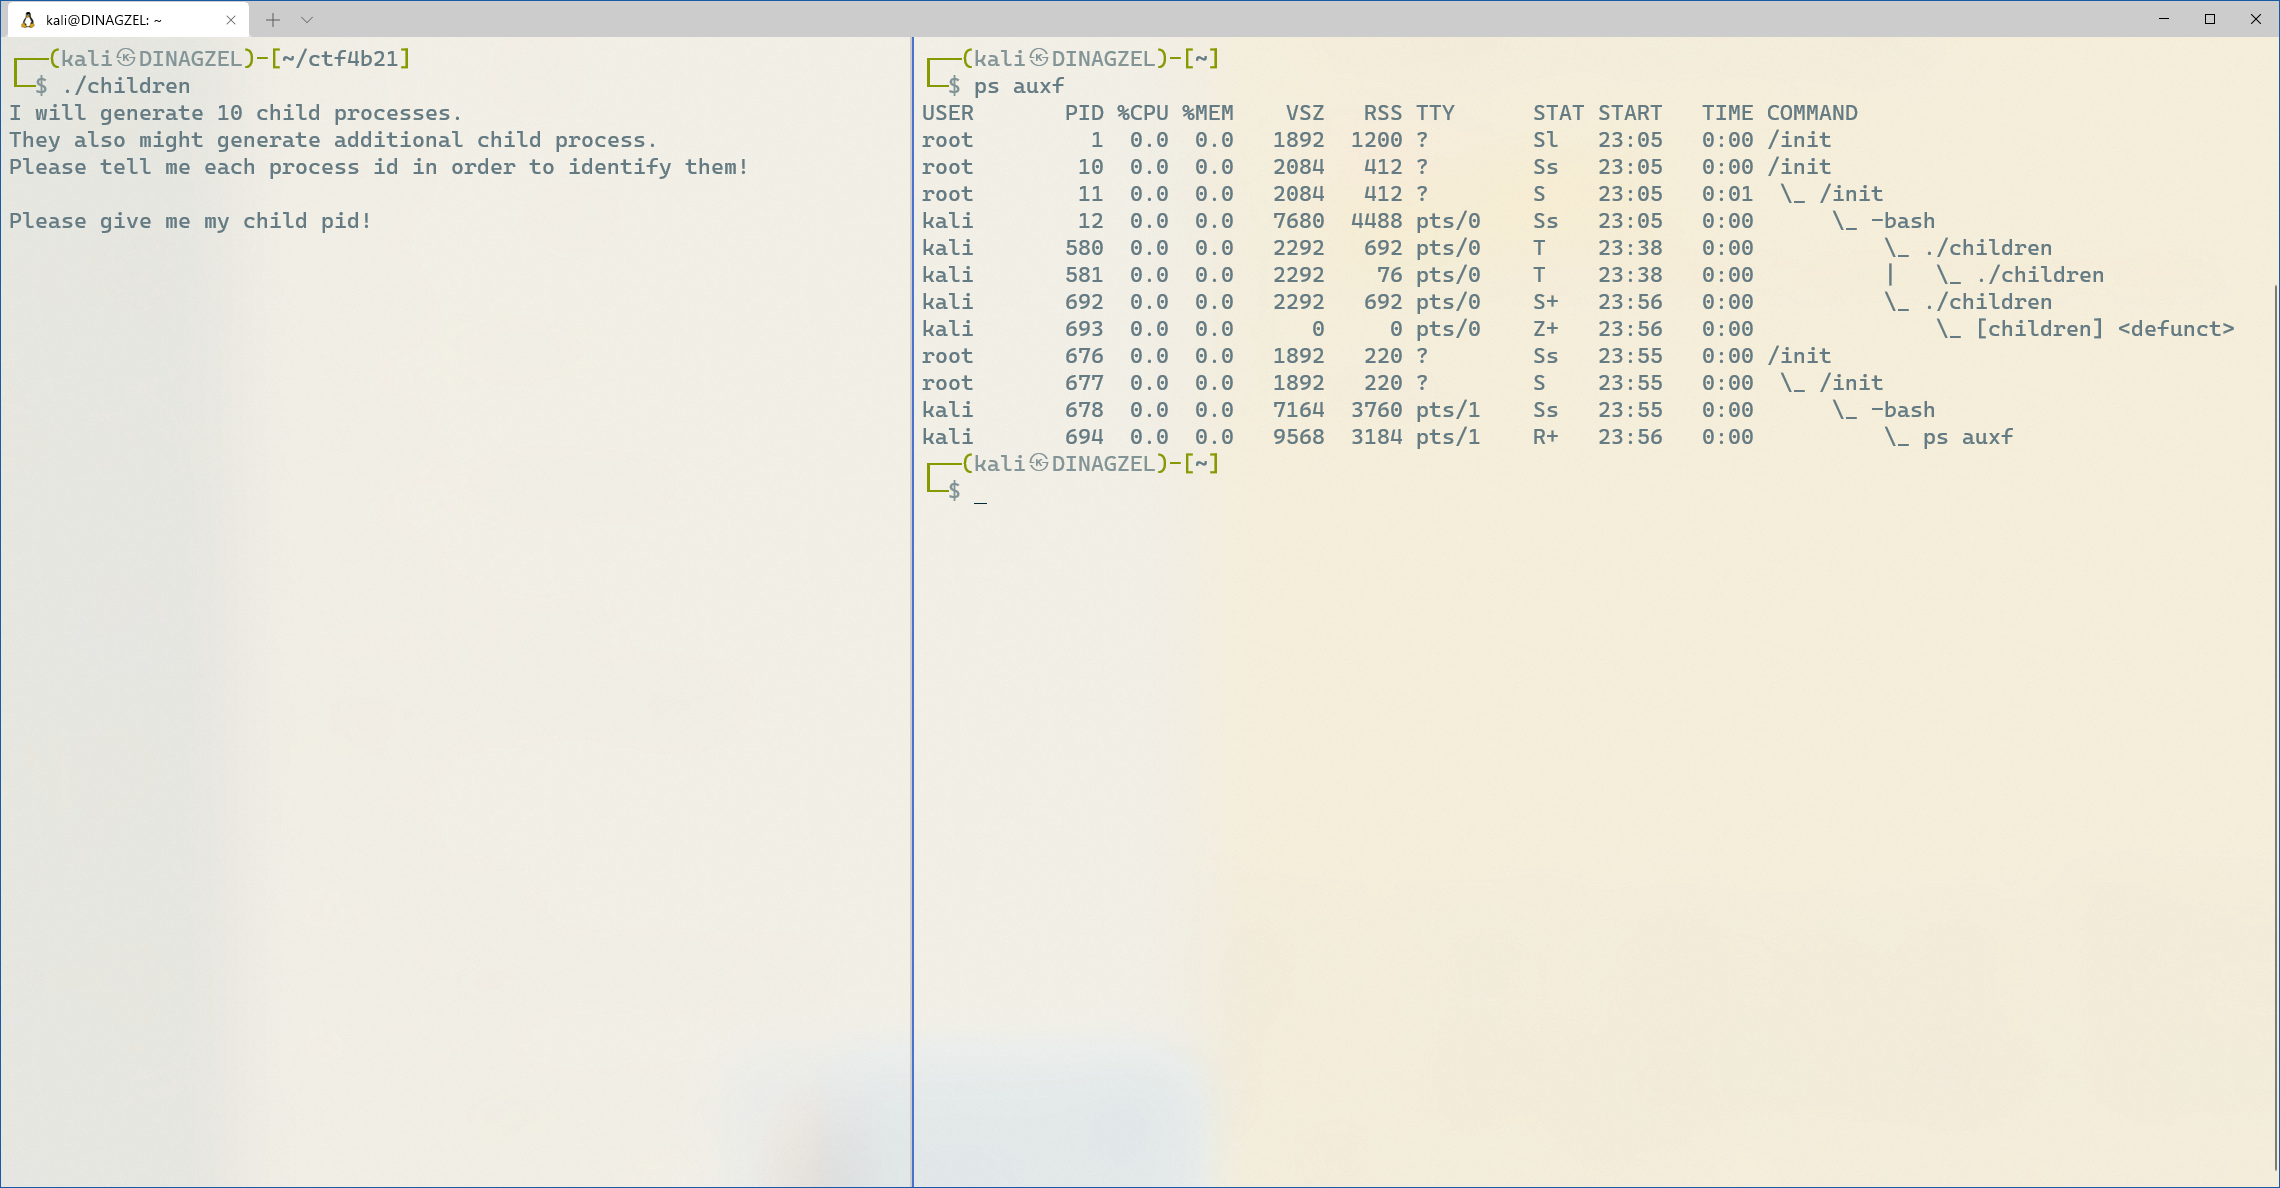 kali@DINAGZEL: ~
┌──(kali㉿DINAGZEL)-[~/ctf4b21]
└─$ ./children
I will generate 10 child processes.
They also might generate additional child process.
Please tell me each process id in order to identify them!
Please give me my child pid!
┌──(kali㉿DINAGZEL)-[~]
└─$ ps auxf
USER       PID %CPU %MEM    VSZ   RSS TTY      STAT START   TIME COMMAND
root         1  0.0  0.0   1892  1200 ?        Sl   23:05   0:00 /init
root        10  0.0  0.0   2084   412 ?        Ss   23:05   0:00 /init
root        11  0.0  0.0   2084   412 ?        S    23:05   0:01  \_ /init
kali        12  0.0  0.0   7680  4488 pts/0    Ss   23:05   0:00      \_ -bash
kali       580  0.0  0.0   2292   692 pts/0    T    23:38   0:00          \_ ./children
kali       581  0.0  0.0   2292    76 pts/0    T    23:38   0:00          |   \_ ./children
kali       692  0.0  0.0   2292   692 pts/0    S+   23:56   0:00          \_ ./children
kali       693  0.0  0.0      0     0 pts/0    Z+   23:56   0:00              \_ [children] <defunct>
root       676  0.0  0.0   1892   220 ?        Ss   23:55   0:00 /init
root       677  0.0  0.0   1892   220 ?        S    23:55   0:00  \_ /init
kali       678  0.0  0.0   7164  3760 pts/1    Ss   23:55   0:00      \_ -bash
kali       694  0.0  0.0   9568  3184 pts/1    R+   23:56   0:00          \_ ps auxf
┌──(kali㉿DINAGZEL)-[~]
└─$ _